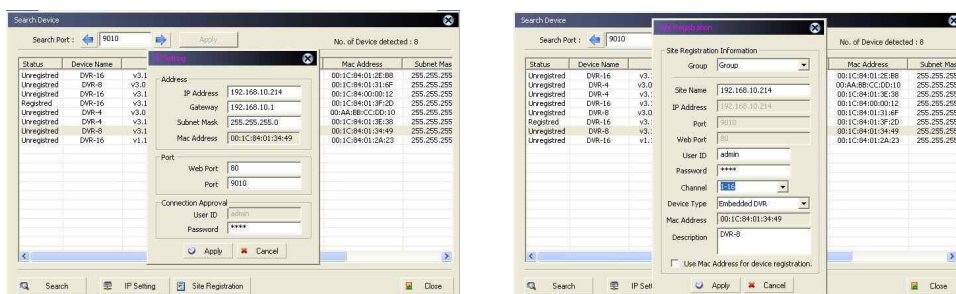 Search Device
Search Port : 9010 Apply No. of Device detected : 8
Status Device Name Mac Address Subnet Mas
Unregistred DVR-16 v3.1 00:1C:84:01:2E:B8 255.255.255
Unregistred DVR-8 v3.0 00:1C:84:01:31:6F 255.255.255
Unregistred DVR-16 v3.1 00:1C:84:00:00:12 255.255.255
Registred DVR-16 v3.1 00:1C:84:01:3F:2D 255.255.255
Unregistred DVR-4 v3.0 00:AA:BB:CC:DD:10 255.255.255
Unregistred DVR-4 v3.1 00:1C:84:01:3E:38 255.255.255
Unregistred DVR-8 v3.1 00:1C:84:01:34:49 255.255.255
Unregistred DVR-16 v1.1 00:1C:84:01:2A:23 255.255.255
Address
IP Address 192.168.10.214
Gateway 192.168.10.1
Subnet Mask 255.255.255.0
Mac Address 00:1C:84:01:34:49
Port
Web Port 80
Port 9010
Connection Approval
User ID admin
Password ****
Apply Cancel
Search IP Setting Site Registration Close
Search Device
Search Port : 9010 No. of Device detected : 8
Status Device Name Mac Address Subnet Mas
Unregistred DVR-16 v3. 00:1C:84:01:2E:B8 255.255.255
Unregistred DVR-4 v3.0 00:AA:BB:CC:DD:10 255.255.255
Unregistred DVR-4 v3. 00:1C:84:01:3E:38 255.255.255
Unregistred DVR-16 v3. 00:1C:84:00:00:12 255.255.255
Unregistred DVR-8 v3.0 00:1C:84:01:31:6F 255.255.255
Registred DVR-16 v3. 00:1C:84:01:3F:2D 255.255.255
Unregistred DVR-8 v3. 00:1C:84:01:34:49 255.255.255
Unregistred DVR-16 v1. 00:1C:84:01:2A:23 255.255.255
Site Registration
Site Registration Information
Group Group
Site Name 192.168.10.214
IP Address 192.168.10.214
Port 9010
Web Port 80
User ID admin
Password ****
Channel 1-16
Device Type Embedded DVR
Mac Address 00:1C:84:01:34:49
Description DVR-8
Use Mac Address for device registration.
Apply Cancel
Search IP Sett Close